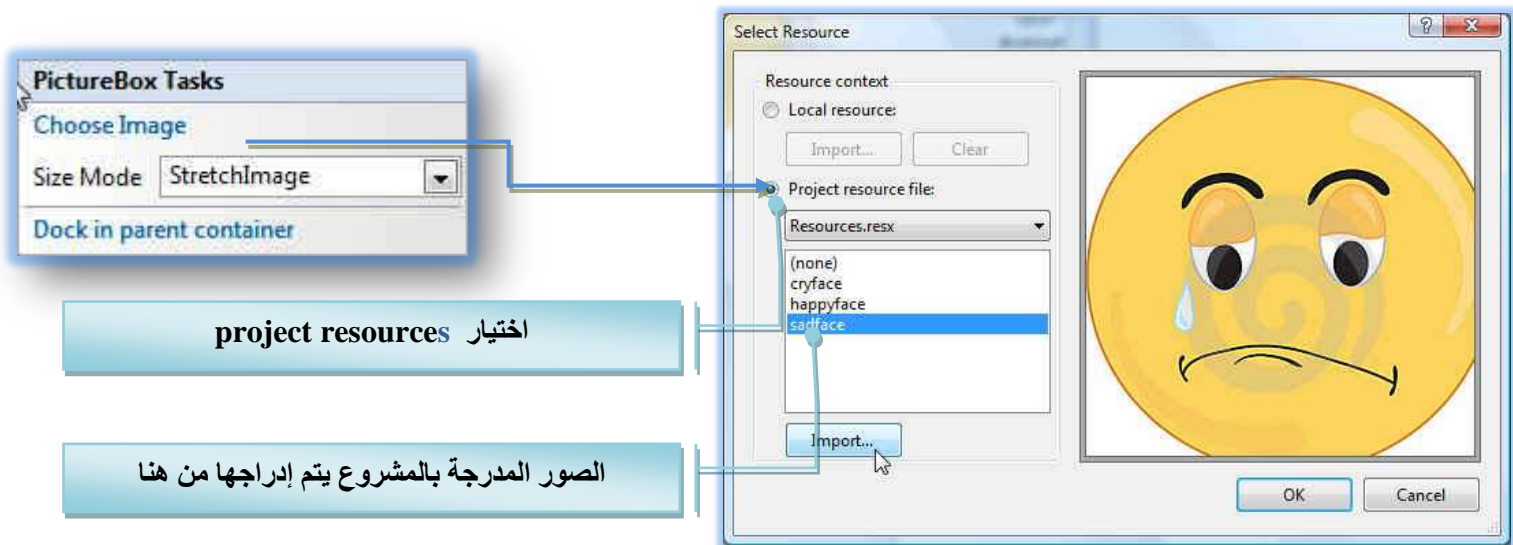 PictureBox Tasks
Choose Image
Size Mode StretchImage
Dock in parent container
اختيار project resources
الصور المدرجة بالمشروع يتم إدراجها من هنا
Select Resource
Resource context
Local resource:
Import... Clear
Project resource file:
Resources.resx
(none)
cryface
happyface
sadface
Import...
OK Cancel